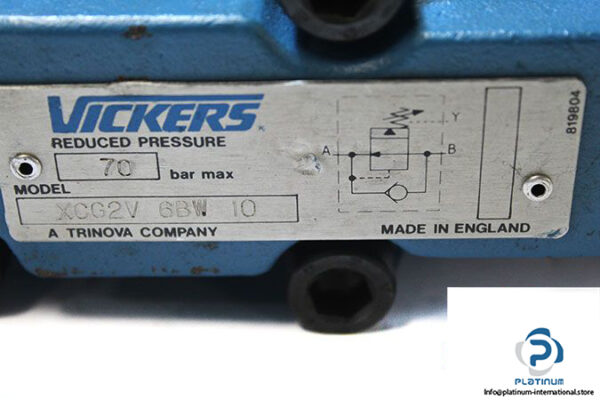 VICKERS
REDUCED PRESSURE
70 bar max
MODEL
XCG2V 6BW 10
A TRINOVA COMPANY
Y
A B
MADE IN ENGLAND
819804
PLATINUM
Info@platinum-international.store